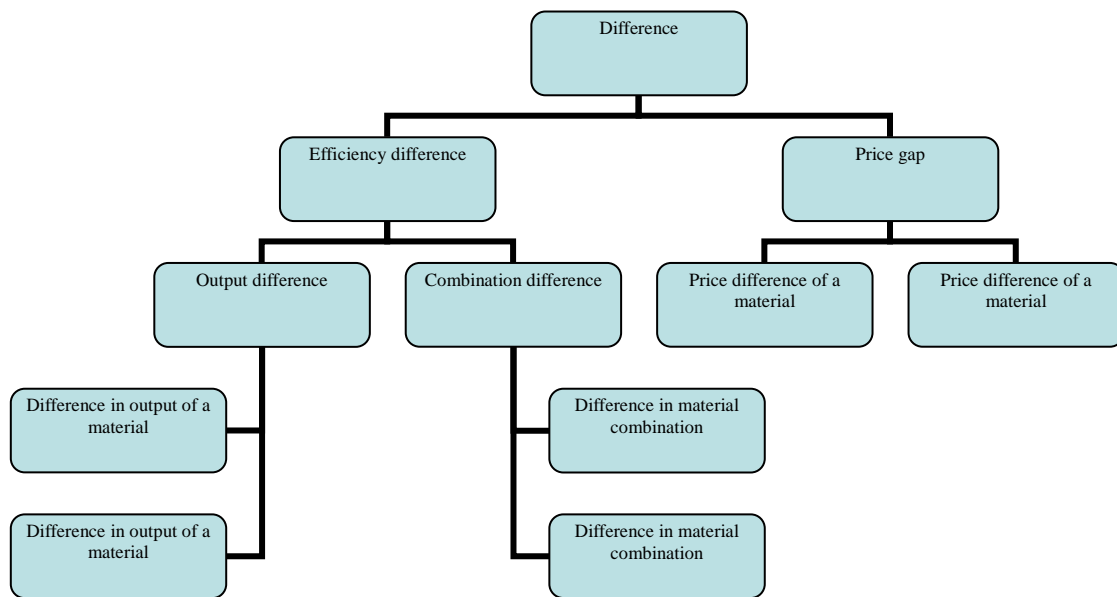 Difference
Efficiency difference
Price gap
Output difference
Combination difference
Price difference of a
material
Price difference of a
material
Difference in output of a
material
Difference in material
combination
Difference in output of a
material
Difference in material
combination